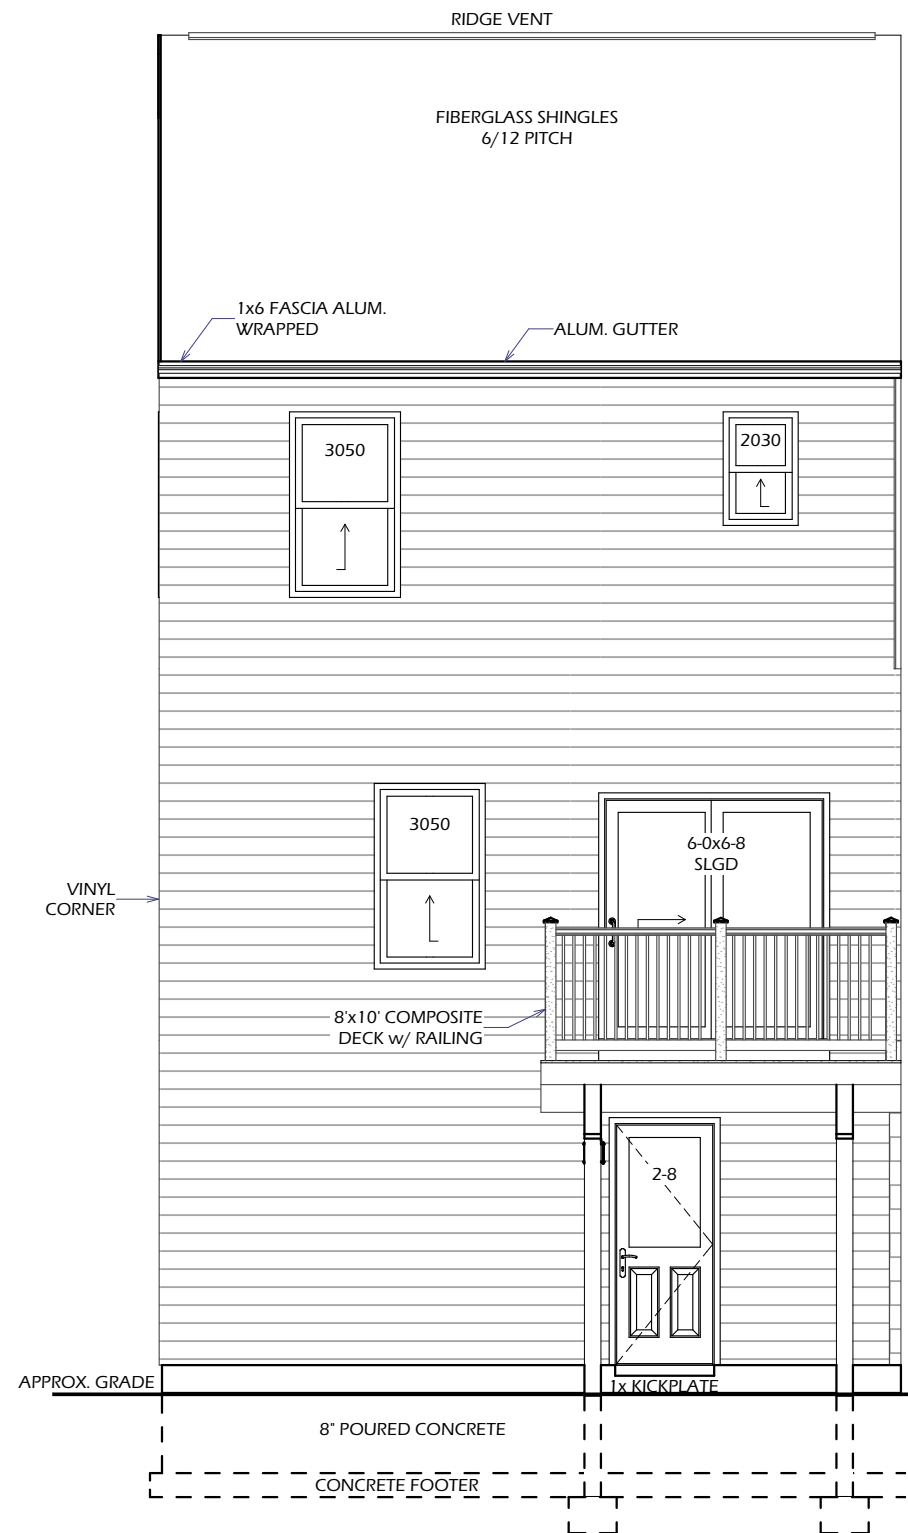 RIDGE VENT
FIBERGLASS SHINGLES
6/12 PITCH
1x6 FASCIA ALUM.
WRAPPED
ALUM. GUTTER
3050
2030
3050
6-0x6-8
SLGD
VINYL
CORNER
8'x10' COMPOSITE
DECK w/ RAILING
2-8
APPROX. GRADE
1x KICKPLATE
8" POURED CONCRETE
CONCRETE FOOTER